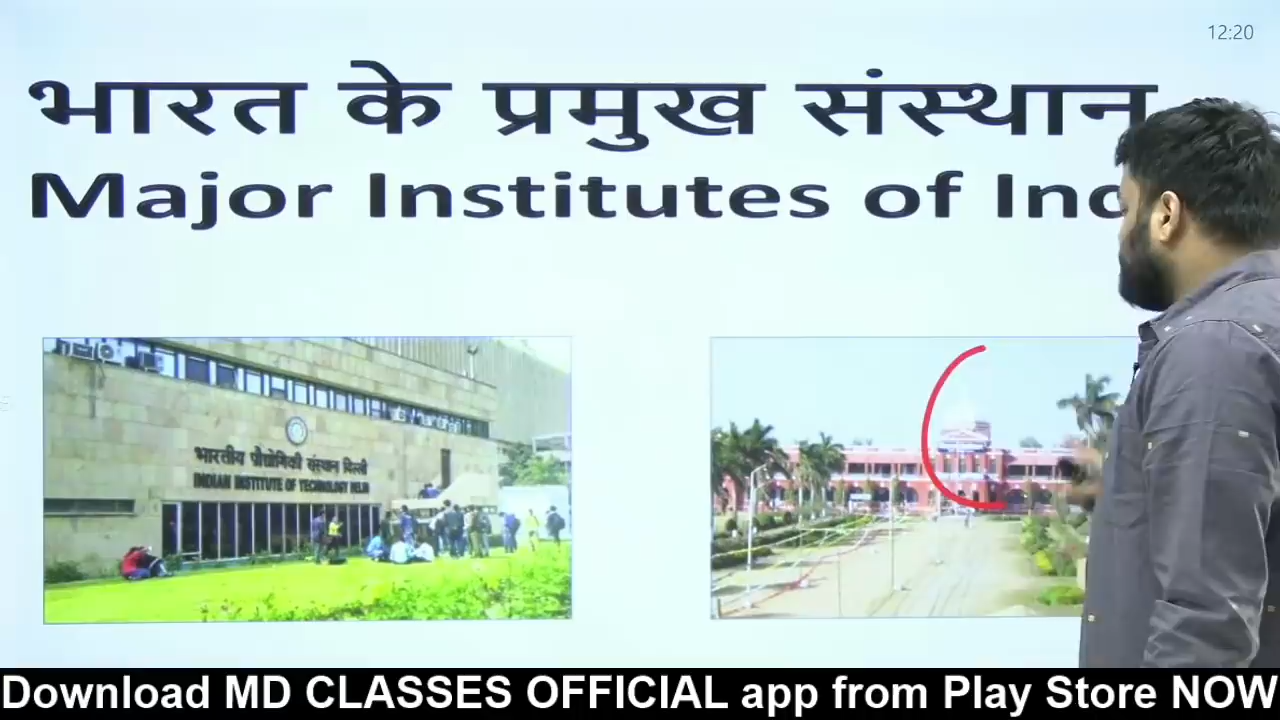 12:20
भारत के प्रमुख संस्थान
Major Institutes of
भारतीय प्रौद्योगिकी संस्थान दिल्ली
INDIAN INSTITUTE OF TECHNOLOGY DELHI
Download MD CLASSES OFFICIAL app from Play Store NOW